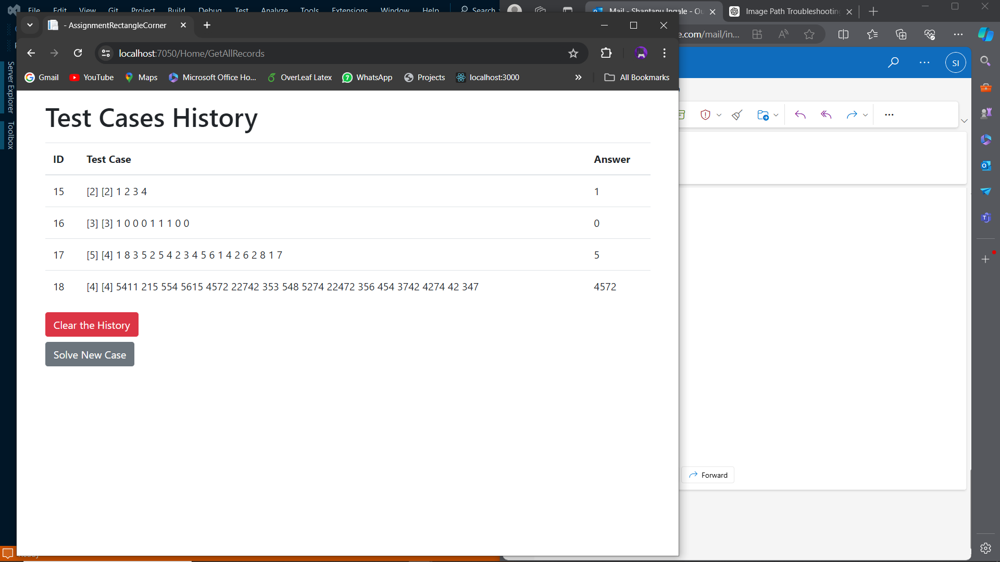 File Edit View Git Project Build Debug Test Analyze Tools Extensions Window Help Search
Mail - Shantanu Ingale - Ou
Image Path Troubleshooting
- AssignmentRectangleCorner
e.com/mail/in...
localhost:7050/Home/GetAllRecords
SI
Gmail YouTube Maps Microsoft Office Ho... OverLeaf Latex 7 WhatsApp Projects localhost:3000 » All Bookmarks
Server Explorer
Toolbox
Test Cases History
ID Test Case Answer
15 [2] [2] 1 2 3 4 1
16 [3] [3] 1 0 0 0 1 1 1 0 0 0
17 [5] [4] 1 8 3 5 2 5 4 2 3 4 5 6 1 4 2 6 2 8 1 7 5
18 [4] [4] 5411 215 554 5615 4572 22742 353 548 5274 22472 356 454 3742 4274 42 347 4572
Clear the History
Solve New Case
Forward